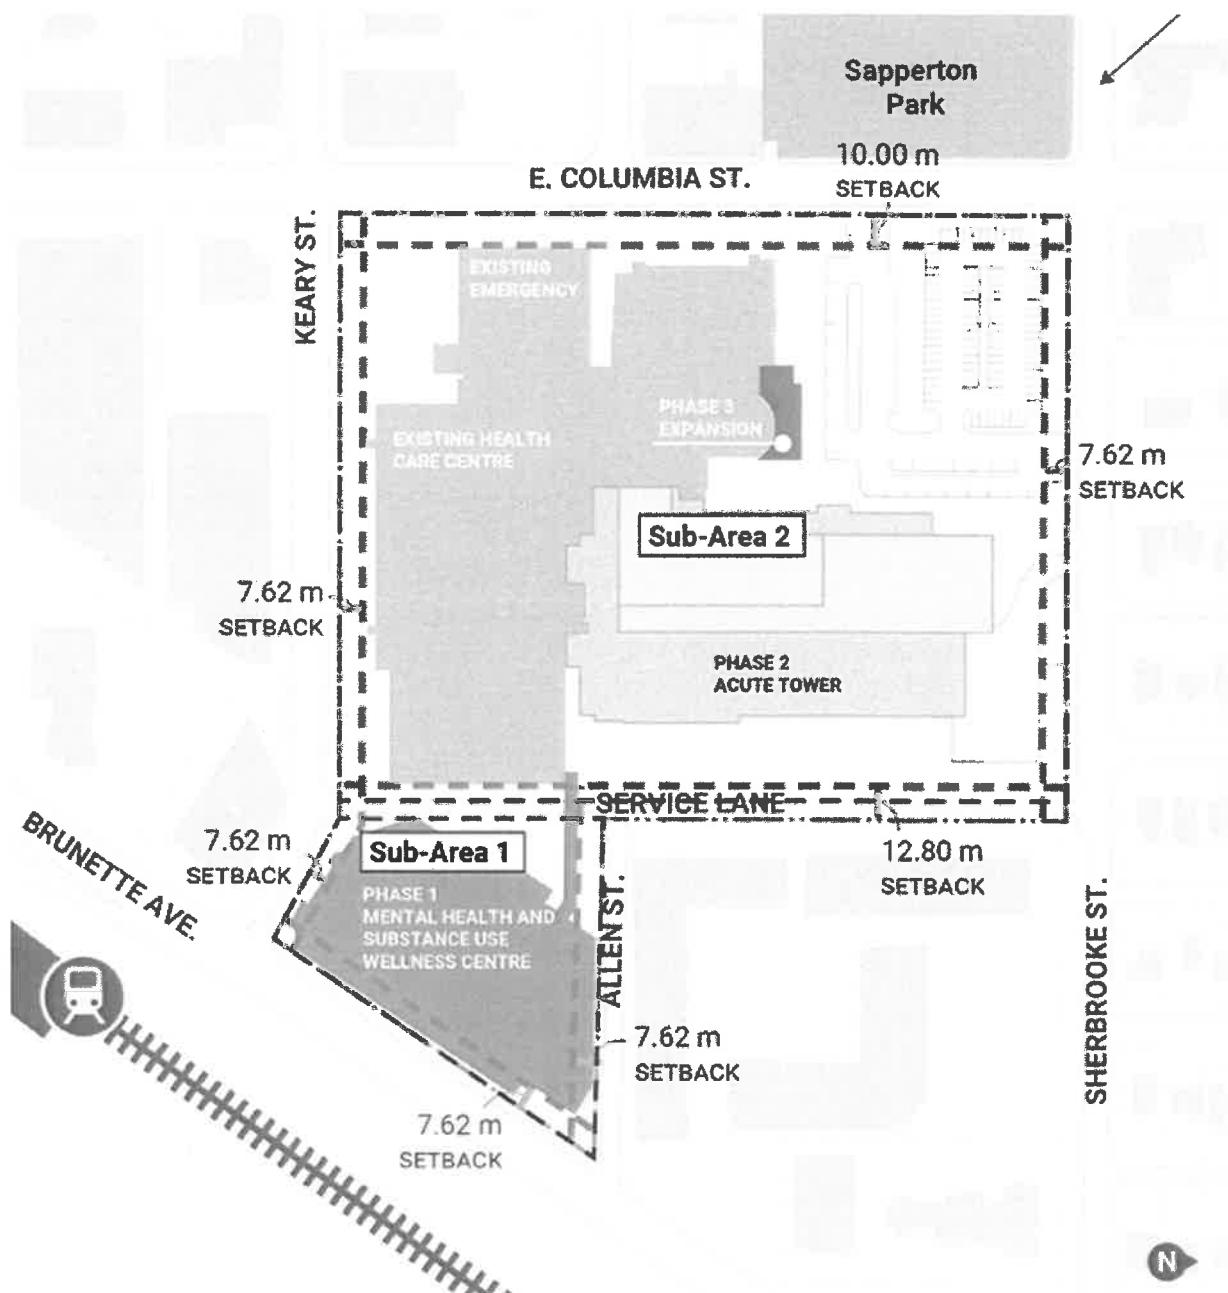 Sapperton
Park
10.00 m
SETBACK
E. COLUMBIA ST.
KEARY ST.
EXISTING
EMERGENCY
PHASE 3
EXPANSION
EXISTING HEALTH
CARE CENTRE
7.62 m
SETBACK
Sub-Area 2
7.62 m
SETBACK
PHASE 2
ACUTE TOWER
SERVICE LANE
BRUNETTE AVE.
7.62 m
SETBACK
Sub-Area 1
12.80 m
SETBACK
PHASE 1
MENTAL HEALTH AND
SUBSTANCE USE
WELLNESS CENTRE
ALLEN ST.
SHERBROOKE ST.
7.62 m
SETBACK
7.62 m
SETBACK
N